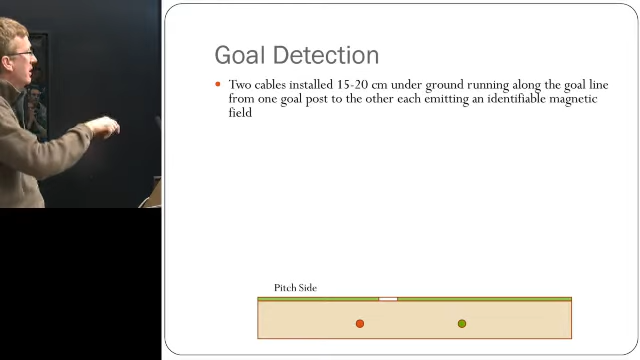 Goal Detection
Two cables installed 15-20 cm under ground running along the goal line
from one goal post to the other each emitting an identifiable magnetic
field
Pitch Side